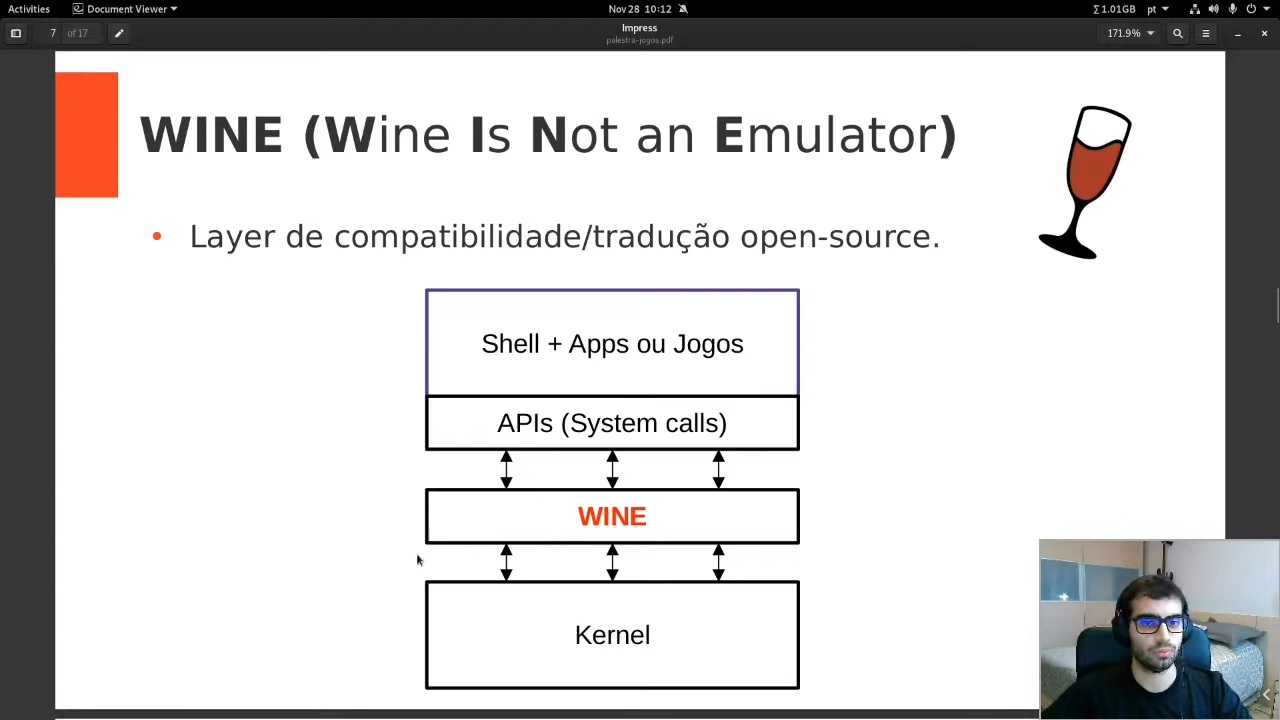 Activities
Document Viewer
Nov 28 10:12
Σ 1.01GB
pt
7 of 17
Impress
palestra-jogos.pdf
171.9%
WINE (Wine Is Not an Emulator)
• Layer de compatibilidade/tradução open-source.
Shell + Apps ou Jogos
APIs (System calls)
WINE
Kernel